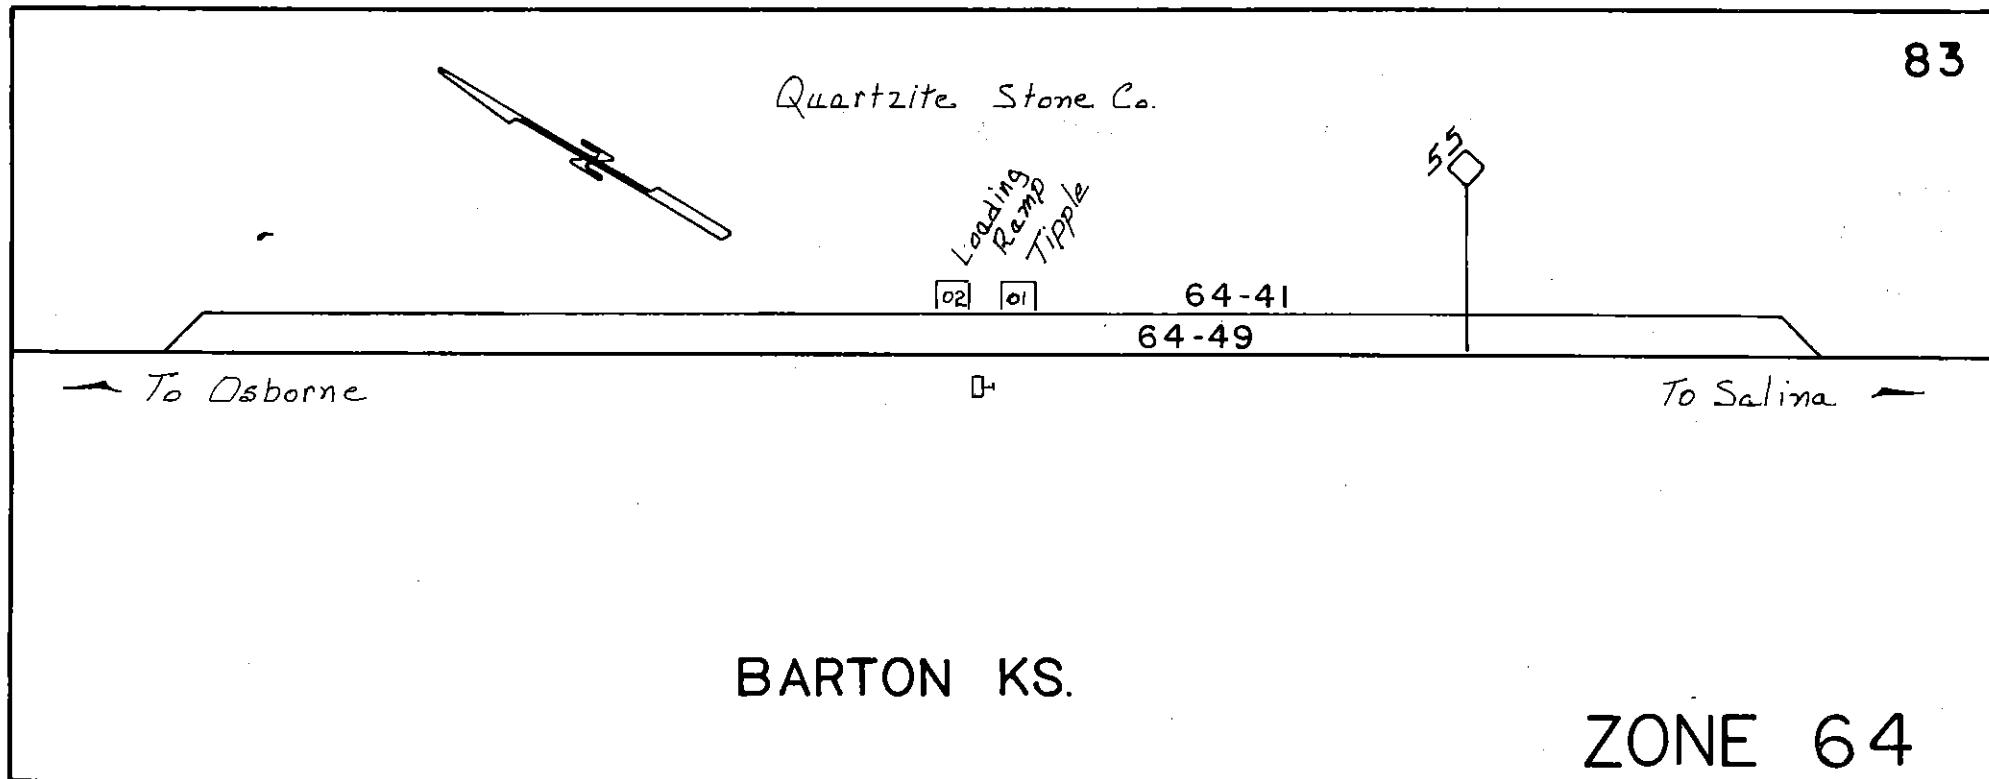 83
Quartzite Stone Co.
55
Loading
Ramp
Tipple
02
01
64-41
64-49
To Osborne
To Salina
BARTON KS.
ZONE 64